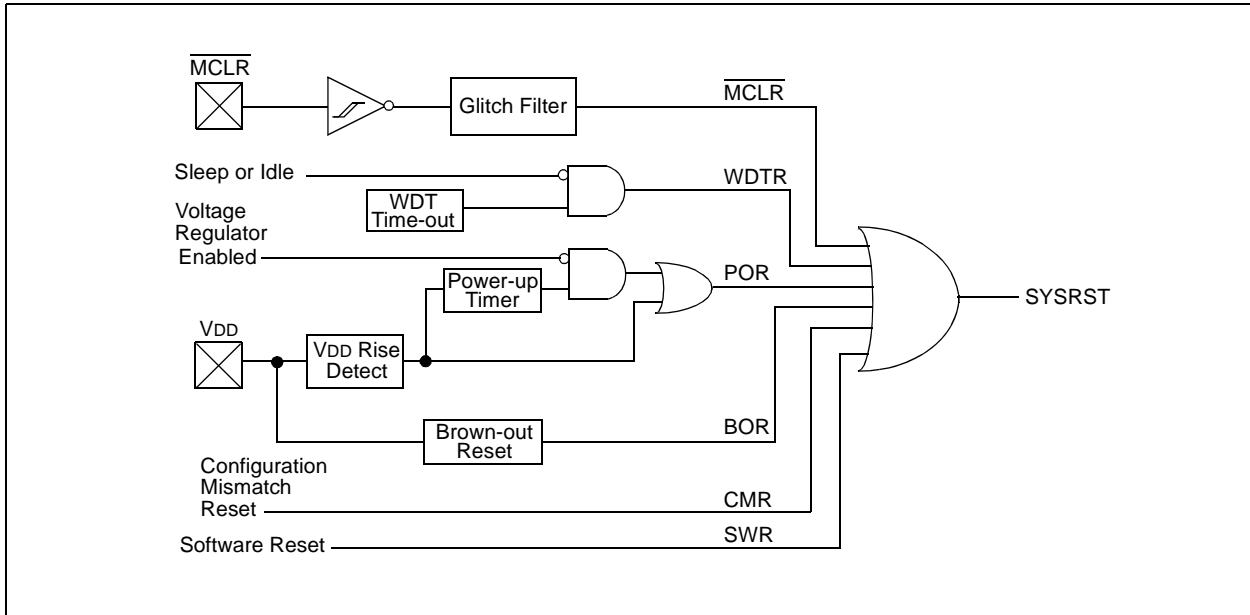 MCLR
Glitch Filter
MCLR
Sleep or Idle
WDT
Time-out
WDTR
Voltage
Regulator
Enabled
Power-up
Timer
POR
SYSRST
VDD
VDD Rise
Detect
Brown-out
Reset
BOR
Configuration
Mismatch
Reset
CMR
Software Reset
SWR